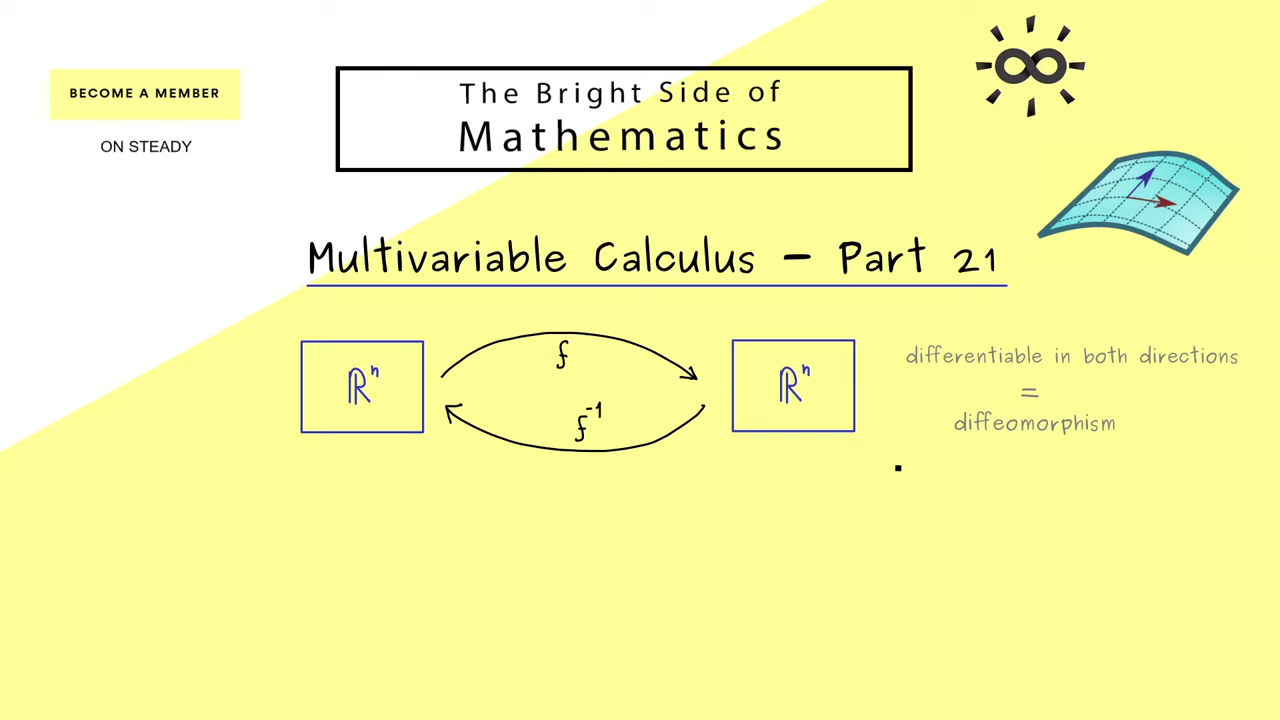 BECOME A MEMBER
ON STEADY
The Bright Side of
Mathematics
Multivariable Calculus - Part 21
ℝⁿ
f
f⁻¹
ℝⁿ
differentiable in both directions
=
diffeomorphism